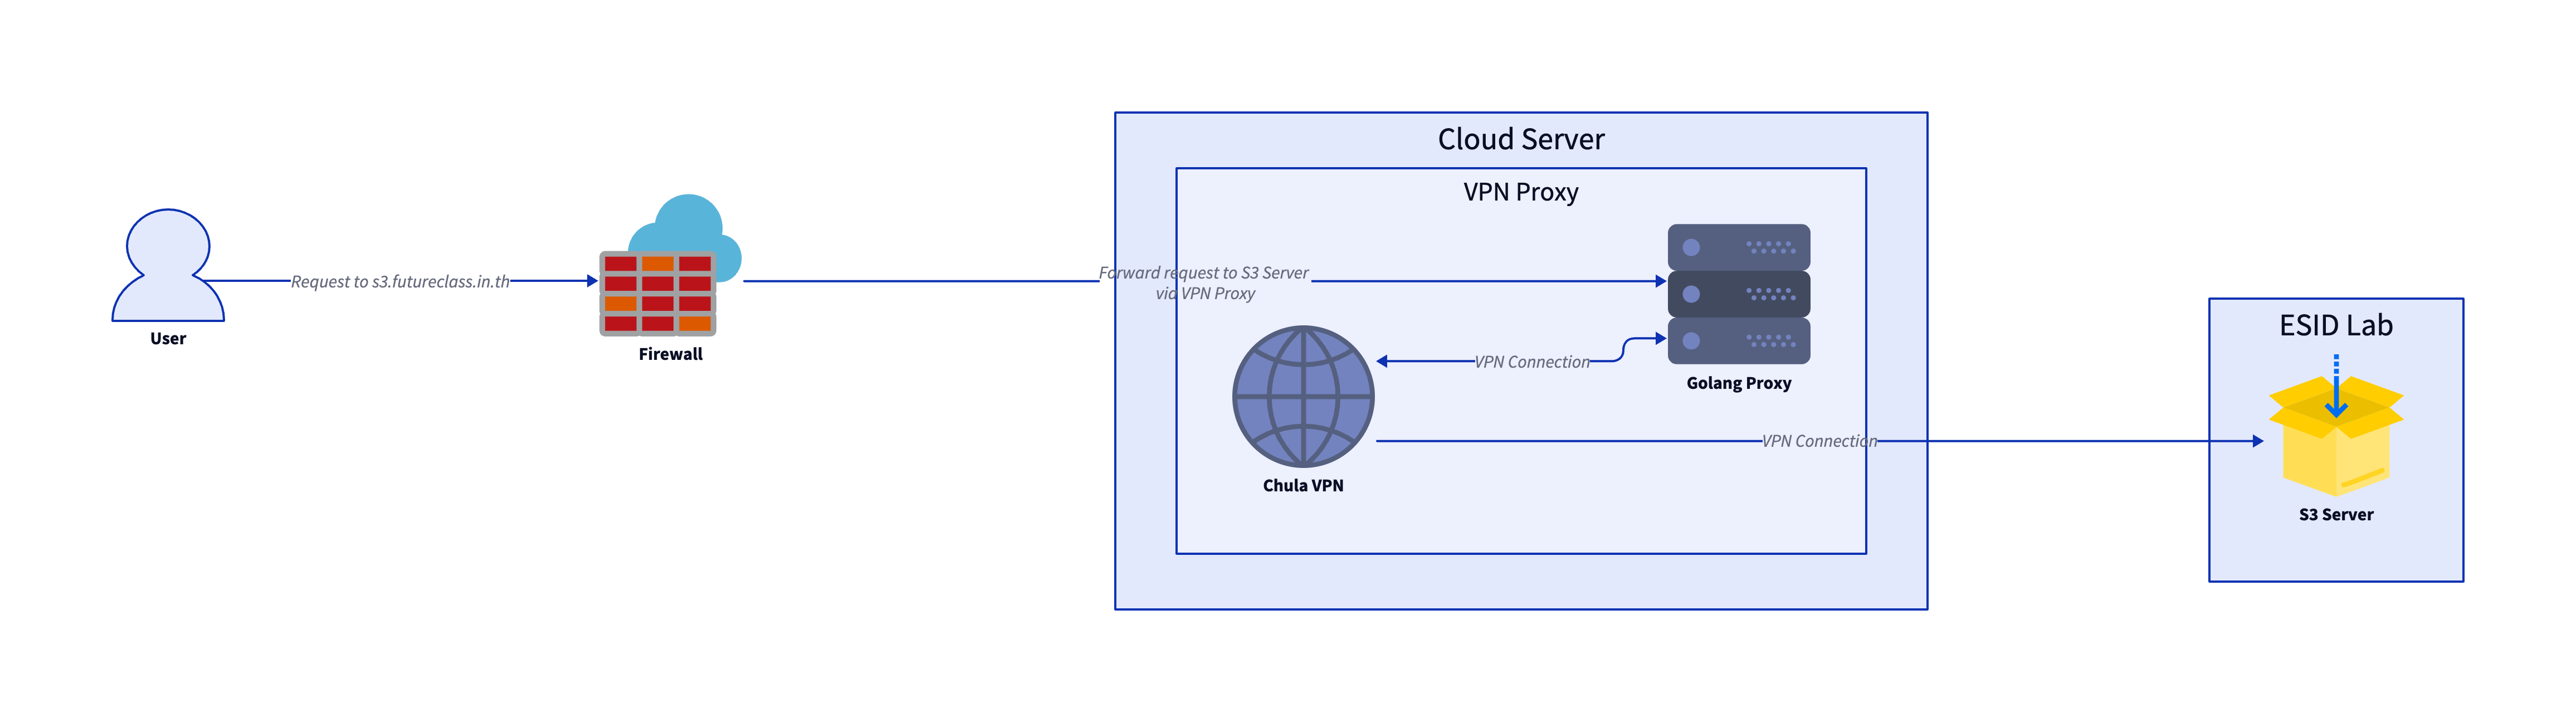 Cloud Server
VPN Proxy
Request to s3.futureclass.in.th
User
Firewall
Forward request to S3 Server
via VPN Proxy
VPN Connection
Golang Proxy
Chula VPN
VPN Connection
ESID Lab
S3 Server